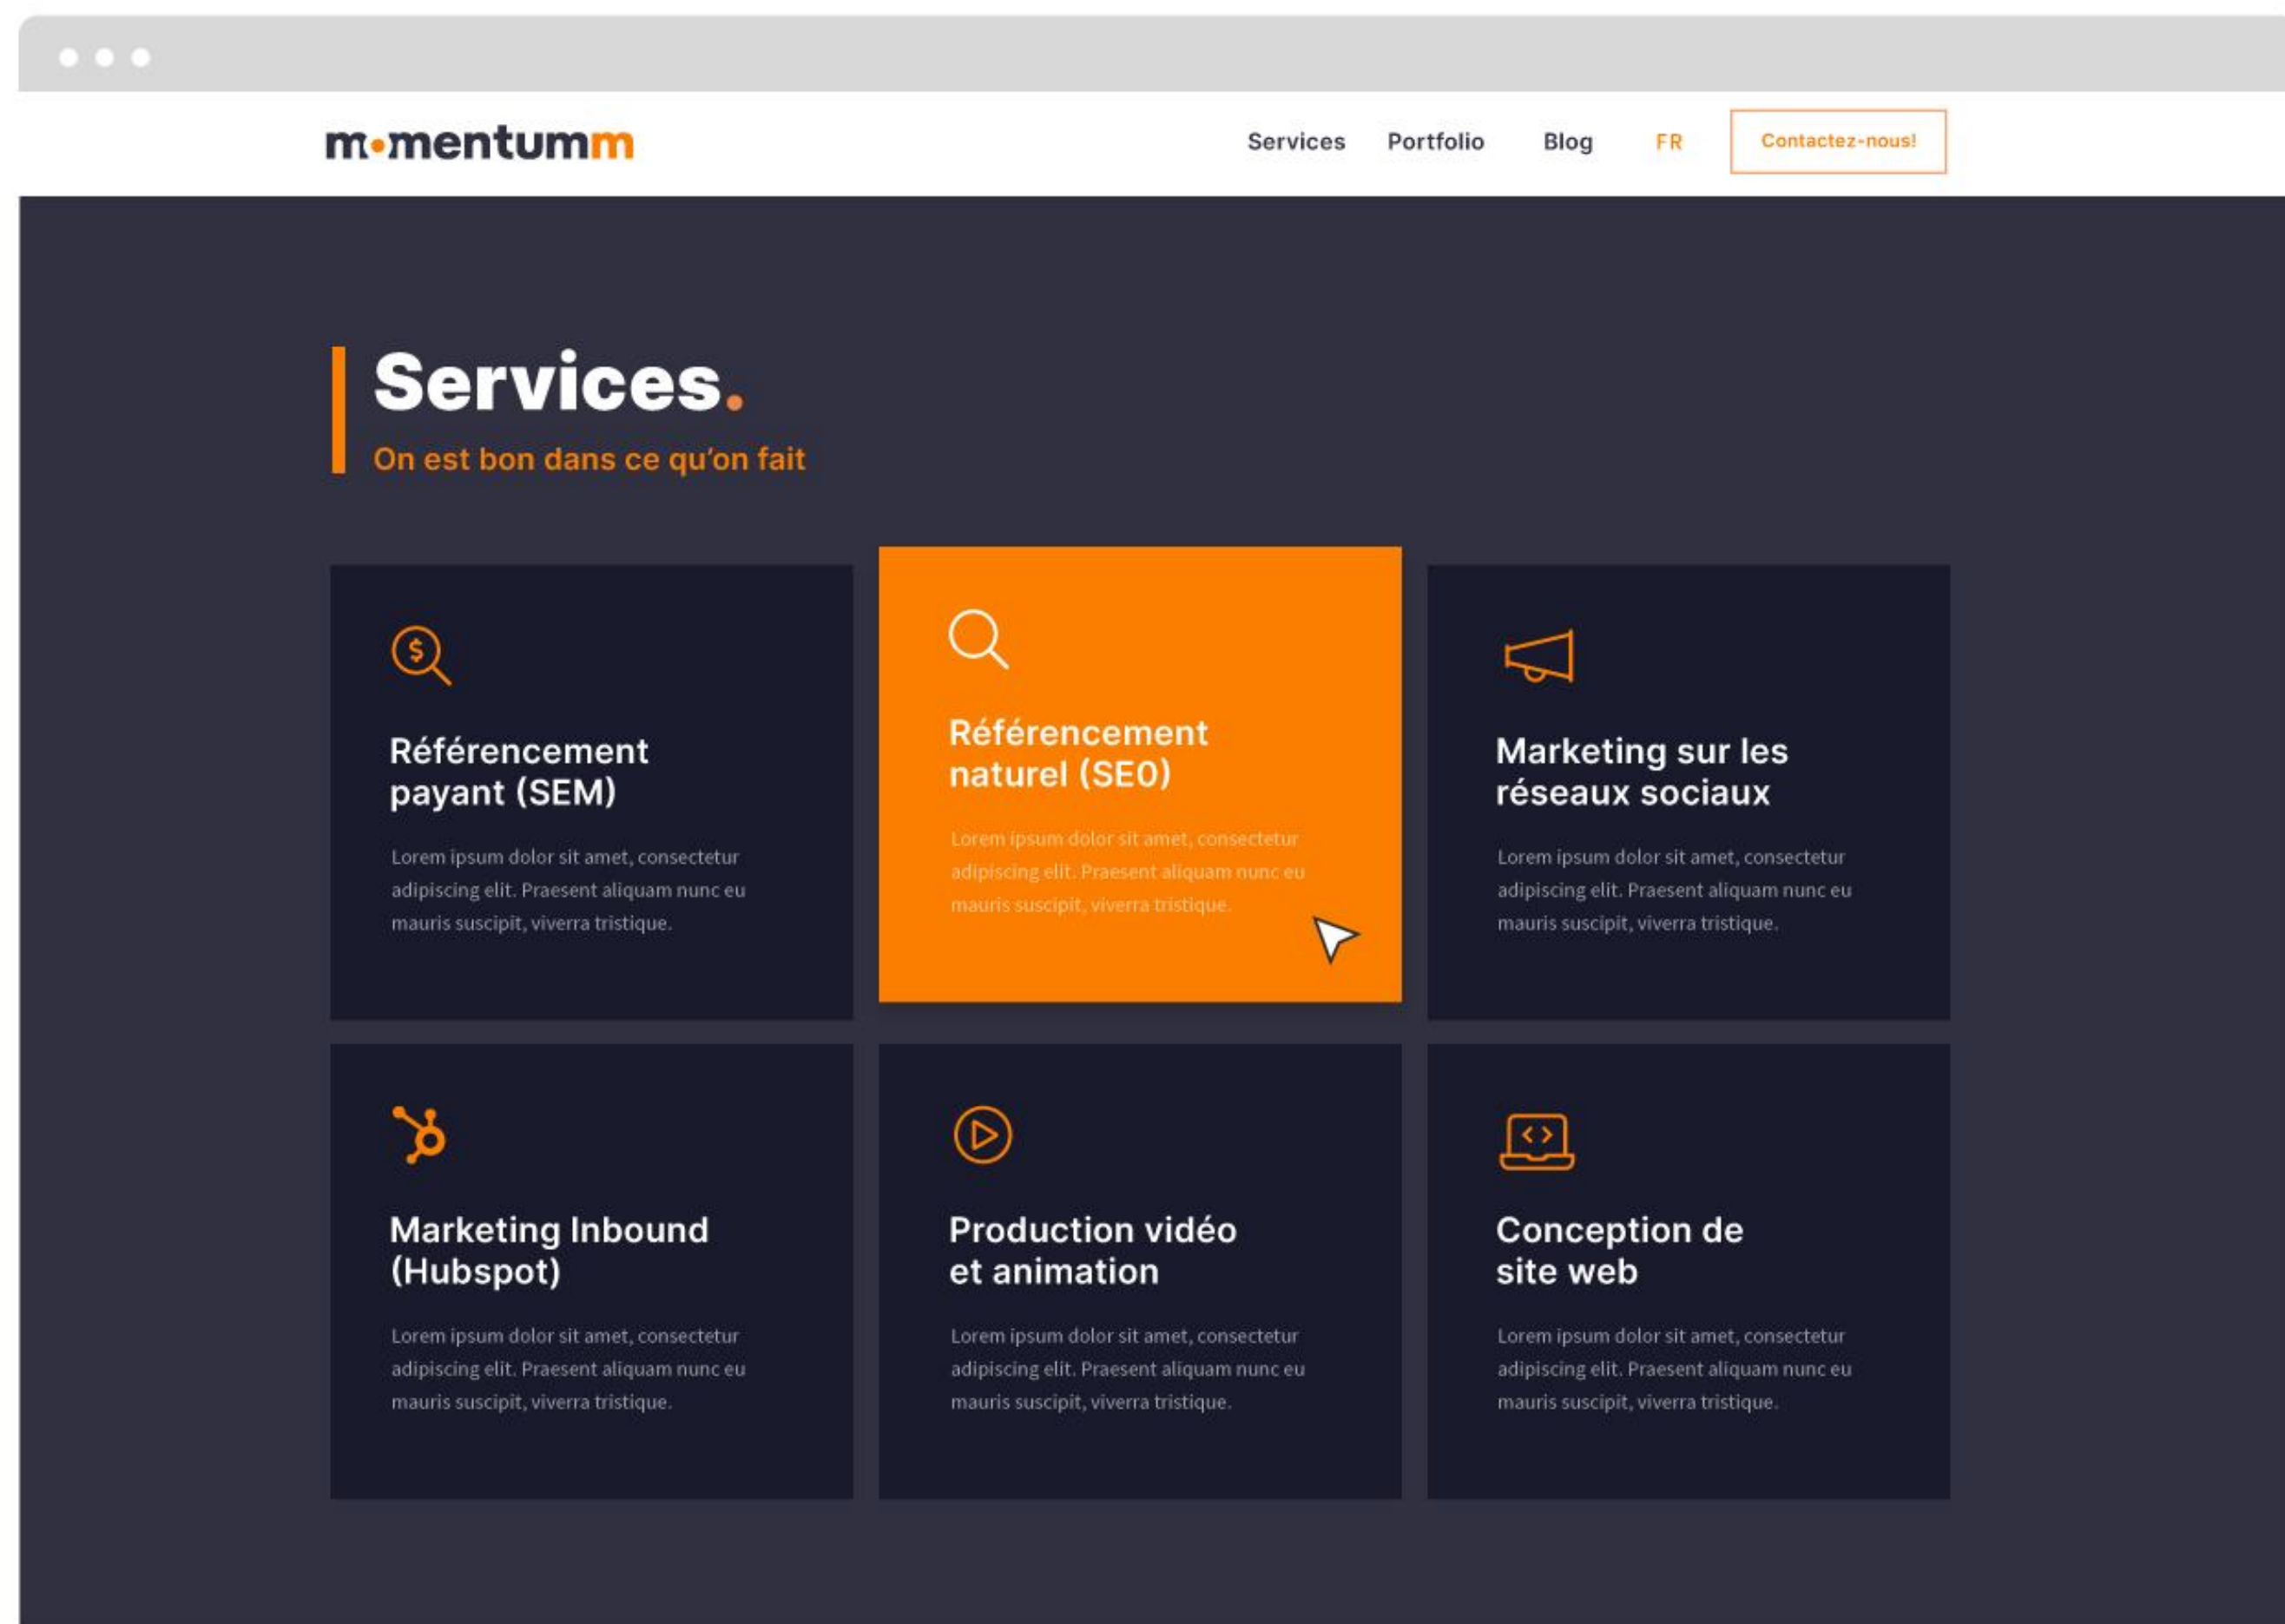 momentumm
Services Portfolio Blog FR Contactez-nous!
Services.
On est bon dans ce qu’on fait
$
Référencement
payant (SEM)
Lorem ipsum dolor sit amet, consectetur
adipiscing elit. Praesent aliquam nunc eu
mauris suscipit, viverra tristique.
Référencement
naturel (SE0)
Lorem ipsum dolor sit amet, consectetur
adipiscing elit. Praesent aliquam nunc eu
mauris suscipit, viverra tristique.
Marketing sur les
réseaux sociaux
Lorem ipsum dolor sit amet, consectetur
adipiscing elit. Praesent aliquam nunc eu
mauris suscipit, viverra tristique.
Marketing Inbound
(Hubspot)
Lorem ipsum dolor sit amet, consectetur
adipiscing elit. Praesent aliquam nunc eu
mauris suscipit, viverra tristique.
Production vidéo
et animation
Lorem ipsum dolor sit amet, consectetur
adipiscing elit. Praesent aliquam nunc eu
mauris suscipit, viverra tristique.
Conception de
site web
Lorem ipsum dolor sit amet, consectetur
adipiscing elit. Praesent aliquam nunc eu
mauris suscipit, viverra tristique.